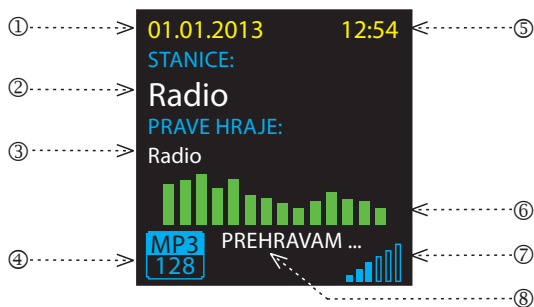 ① 01.01.2013 12:54 ⑤
STANICE:
② Radio
PRAVE HRAJE:
③ Radio
⑥
MP3 PREHRAVAM ... ⑦
④ 128
⑧